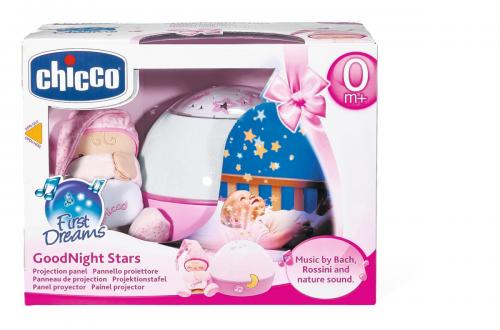 chicco
0
m+
chicco
First
Dreams
GoodNight Stars
Projection panel Pannello proiettore
Panneau de projection Projektionstafel
Panel proyector Painel projector
Music by Bach,
Rossini and
nature sound.